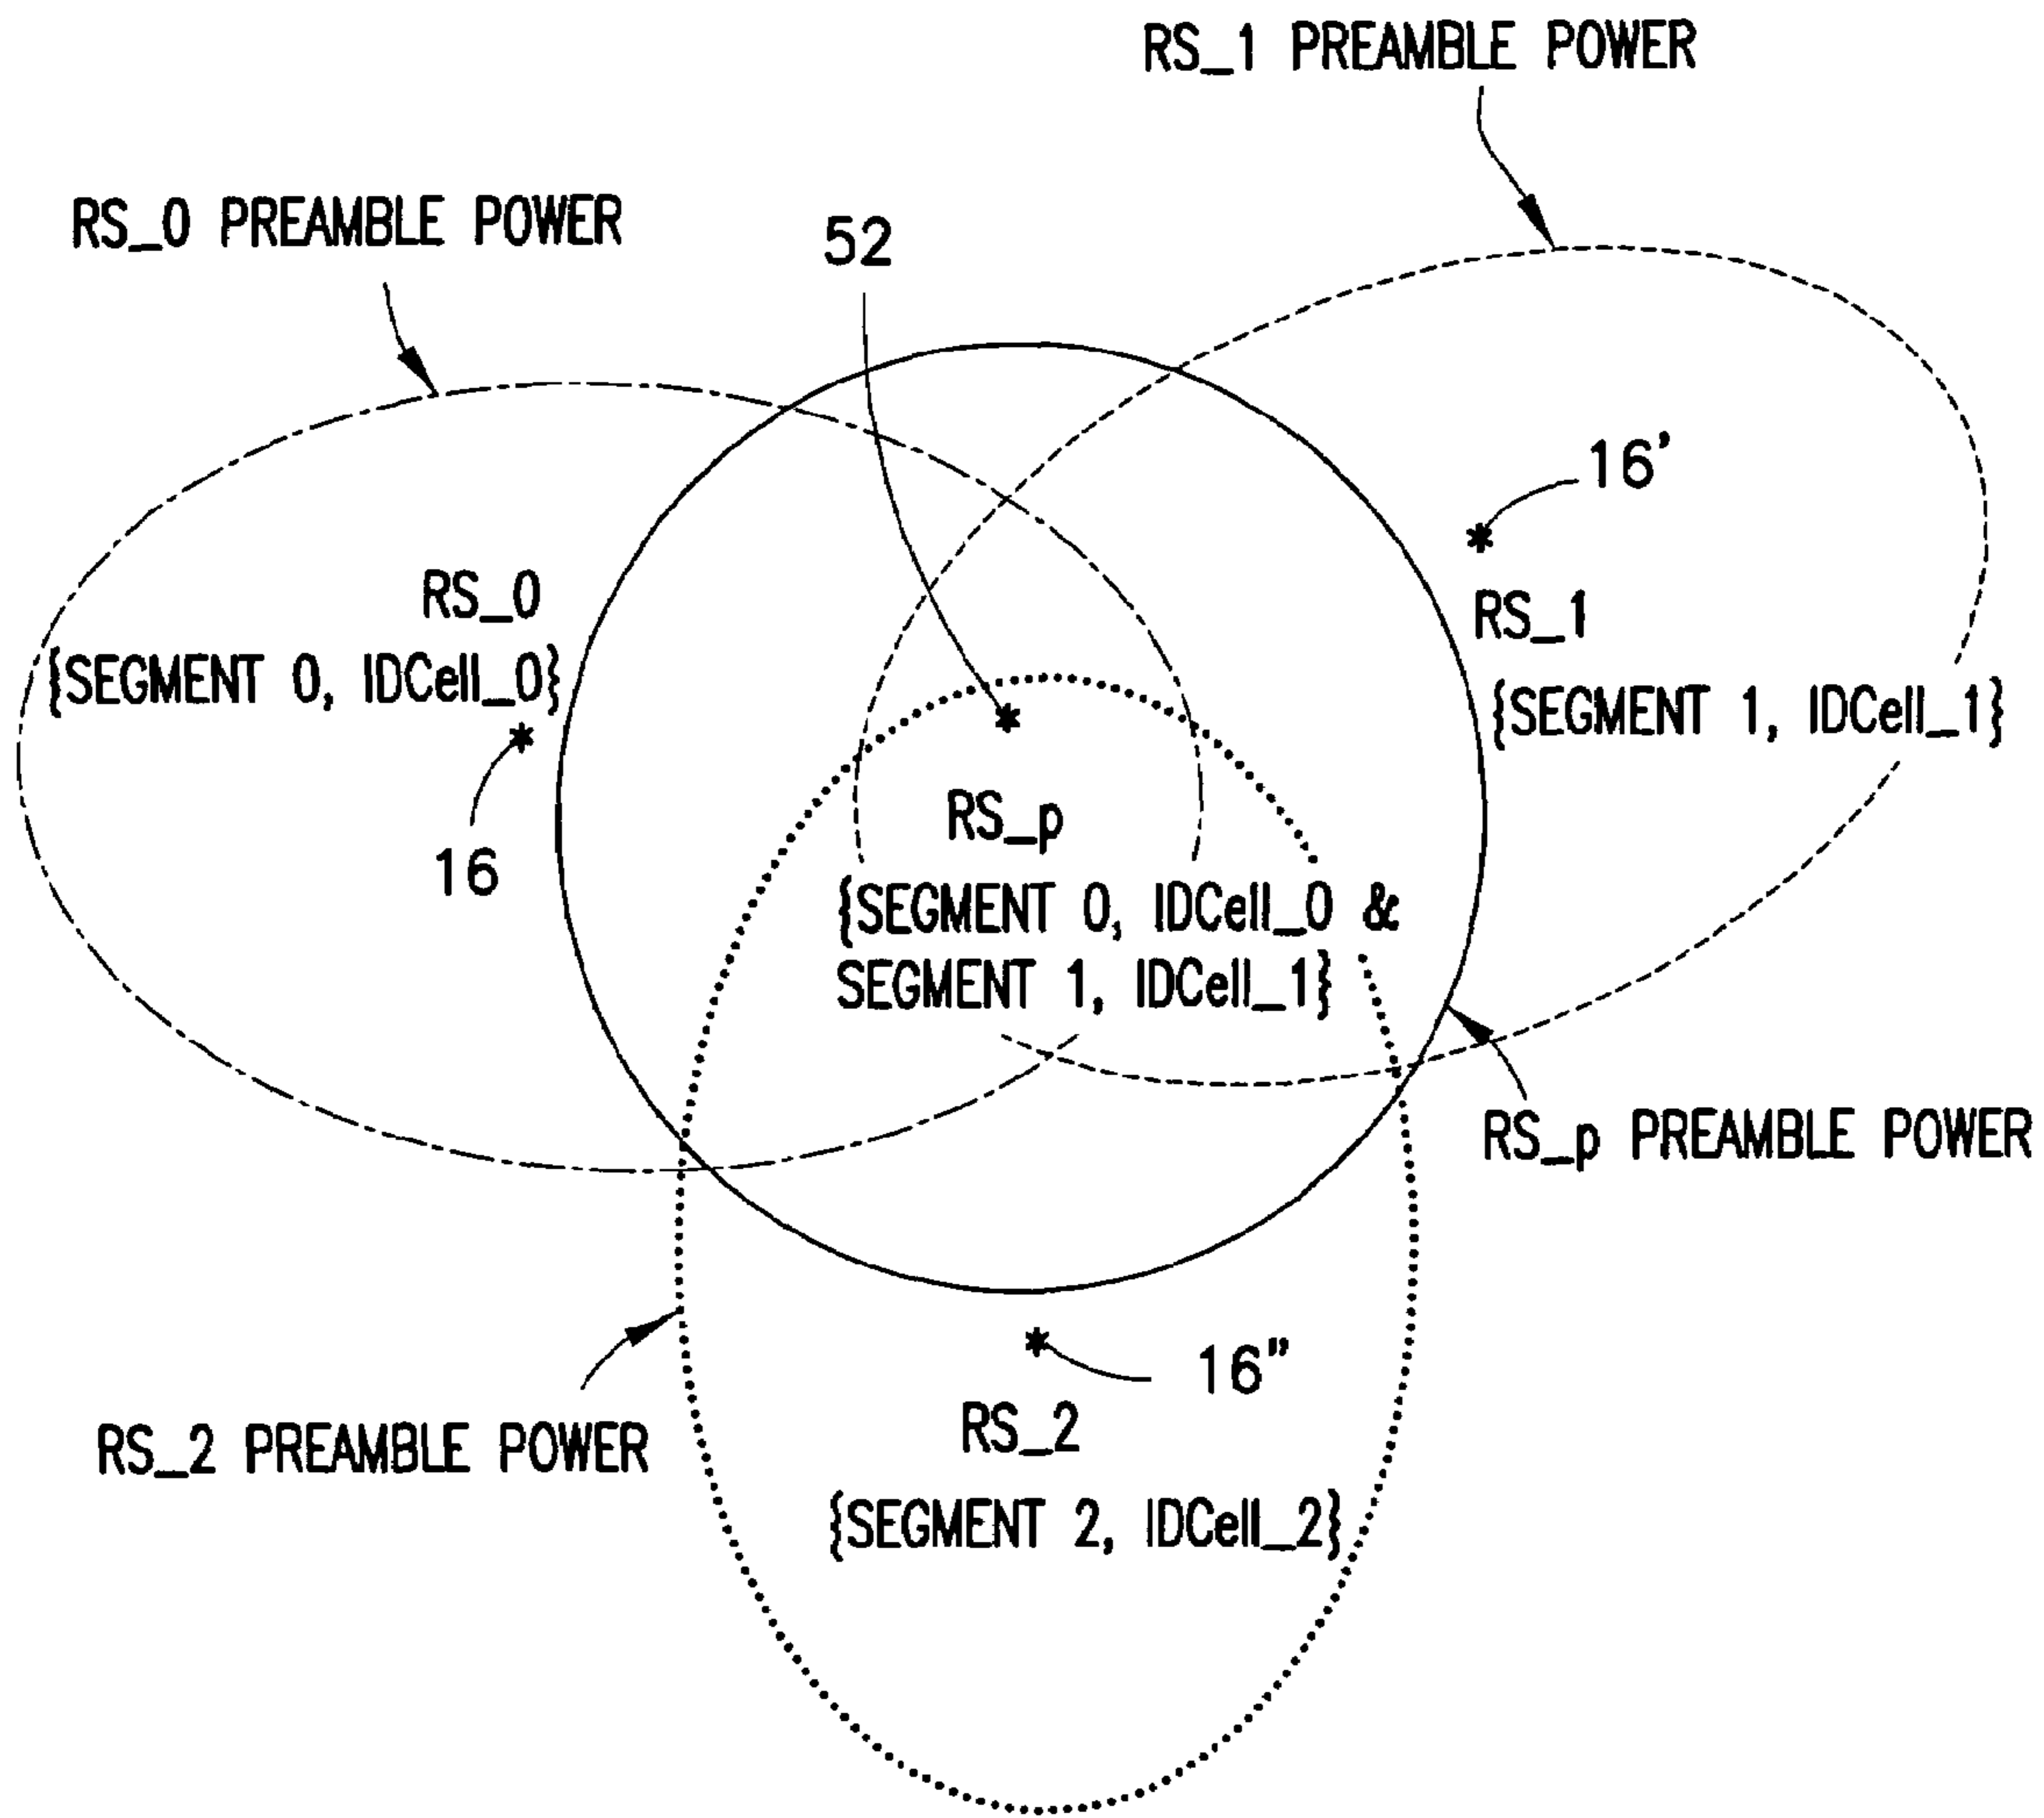 RS_1 PREAMBLE POWER
RS_0 PREAMBLE POWER
52
16'
RS_0
{SEGMENT 0, IDCell_0}
RS_1
{SEGMENT 1, IDCell_1}
16
RS_p
{SEGMENT 0, IDCell_0 &
SEGMENT 1, IDCell_1}
RS_p PREAMBLE POWER
16"
RS_2
RS_2 PREAMBLE POWER
{SEGMENT 2, IDCell_2}